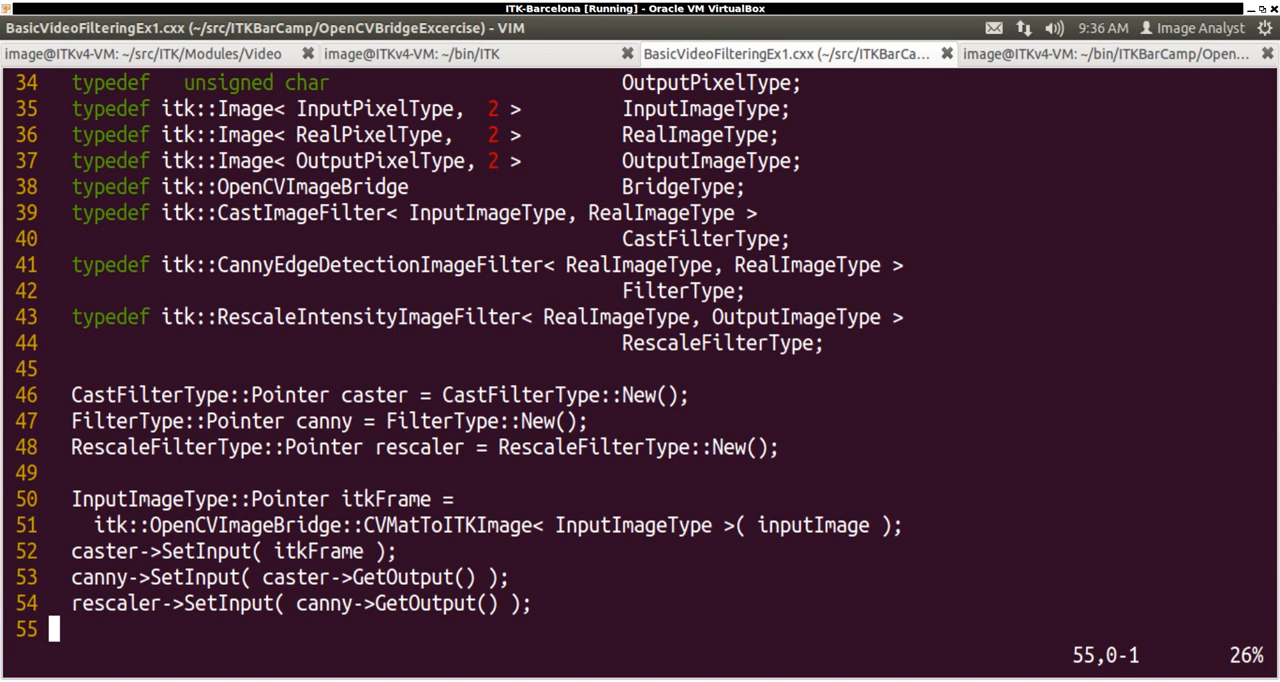 ITK-Barcelona [Running] - Oracle VM VirtualBox
BasicVideoFilteringEx1.cxx (~/src/ITKBarCamp/OpenCVBridgeExcercise) - VIM 9:36 AM Image Analyst
image@ITKv4-VM: ~/src/ITK/Modules/Video image@ITKv4-VM: ~/bin/ITK BasicVideoFilteringEx1.cxx (~/src/ITKBarCa... image@ITKv4-VM: ~/bin/ITKBarCamp/Open...
34 typedef unsigned char OutputPixelType;
35 typedef itk::Image< InputPixelType, 2 > InputImageType;
36 typedef itk::Image< RealPixelType, 2 > RealImageType;
37 typedef itk::Image< OutputPixelType, 2 > OutputImageType;
38 typedef itk::OpenCVImageBridge BridgeType;
39 typedef itk::CastImageFilter< InputImageType, RealImageType >
40 CastFilterType;
41 typedef itk::CannyEdgeDetectionImageFilter< RealImageType, RealImageType >
42 FilterType;
43 typedef itk::RescaleIntensityImageFilter< RealImageType, OutputImageType >
44 RescaleFilterType;
45
46 CastFilterType::Pointer caster = CastFilterType::New();
47 FilterType::Pointer canny = FilterType::New();
48 RescaleFilterType::Pointer rescaler = RescaleFilterType::New();
49
50 InputImageType::Pointer itkFrame =
51 itk::OpenCVImageBridge::CVMatToITKImage< InputImageType >( inputImage );
52 caster->SetInput( itkFrame );
53 canny->SetInput( caster->GetOutput() );
54 rescaler->SetInput( canny->GetOutput() );
55
55,0-1 26%